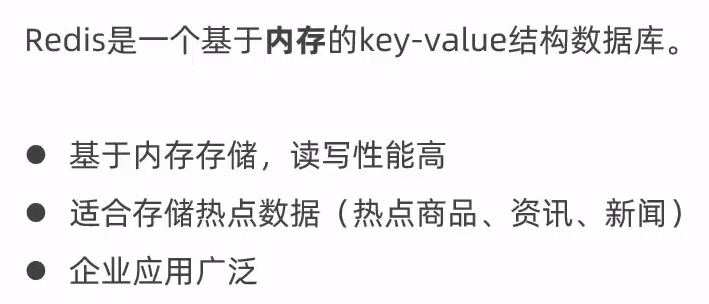 Redis是一个基于内存的key-value结构数据库。
● 基于内存存储，读写性能高
● 适合存储热点数据（热点商品、资讯、新闻）
● 企业应用广泛